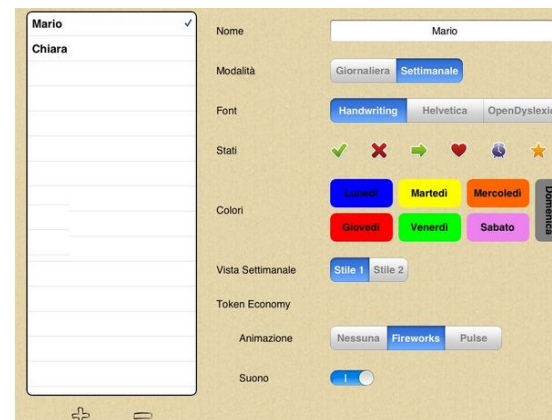 Mario
Chiara
Nome
Mario
Modalità
Giornaliera Settimanale
Font
Handwriting Helvetica OpenDyslexic
Stati
Colori
Lunedì Martedì Mercoledì Domenica
Giovedì Venerdì Sabato
Vista Settimanale
Stile 1 Stile 2
Token Economy
Animazione
Nessuna Fireworks Pulse
Suono